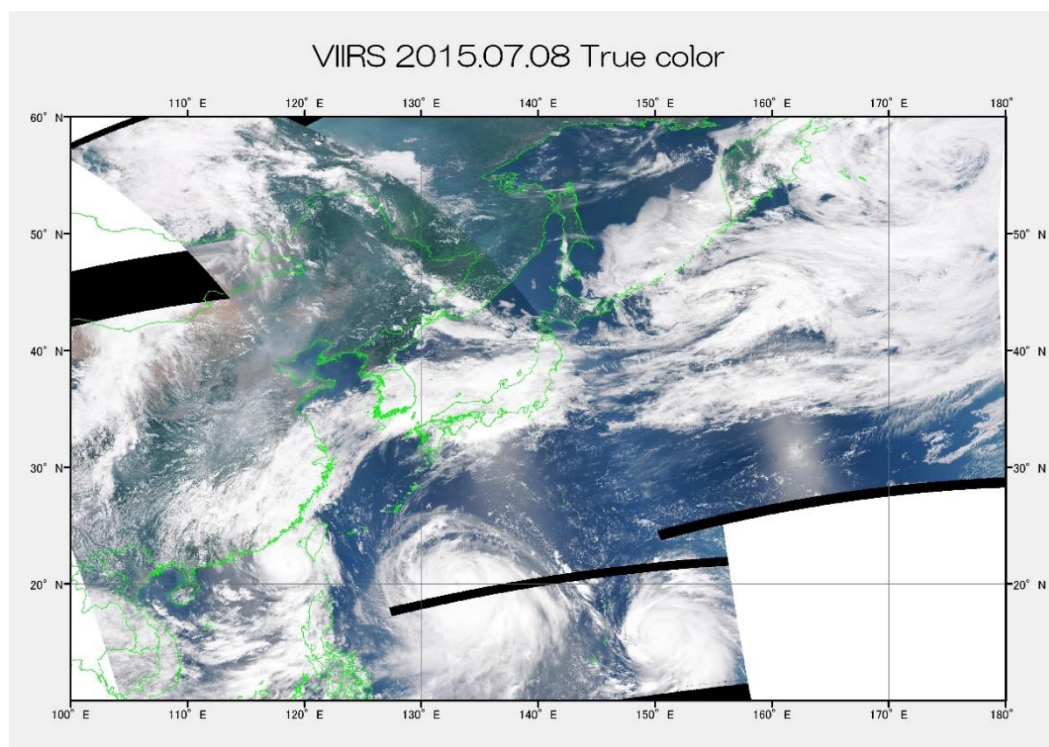 VIIRS 2015.07.08 True color
110° E 120° E 130° E 140° E 150° E 160° E 170° E 180°
60° N
50° N 50° N
40° N 40° N
30° N 30° N
20° N 20° N
100° E 110° E 120° E 130° E 140° E 150° E 160° E 170° E 180° E